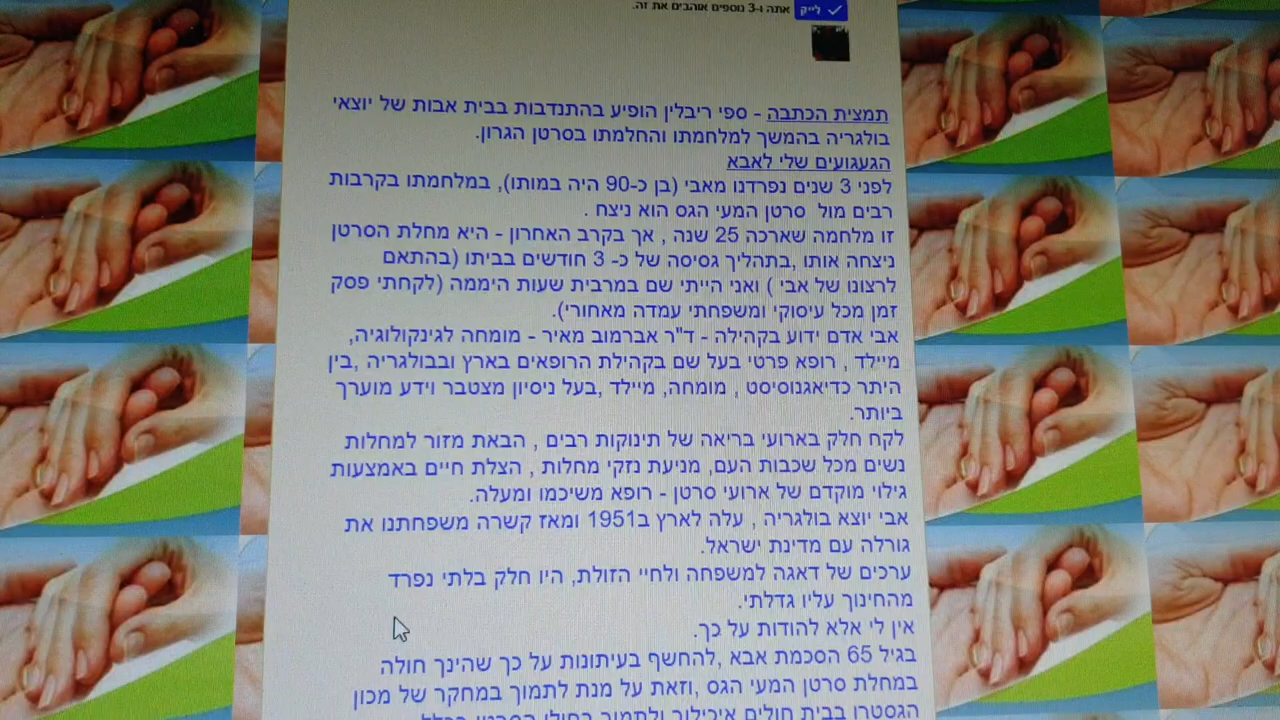 לייק אתה ו-3 נוספים אוהבים את זה.
תמצית הכתבה - ספי ריבלין הופיע בהתנדבות בבית אבות של יוצאי
בולגריה בהמשך למלחמתו והחלמתו בסרטן הגרון.
הגעגועים שלי לאבא
לפני 3 שנים נפרדנו מאבי (בן כ-90 היה במותו), במלחמתו בקרבות
רבים מול סרטן המעי הגס הוא ניצח .
זו מלחמה שארכה 25 שנה , אך בקרב האחרון - היא מחלת הסרטן
ניצחה אותו ,בתהליך גסיסה של כ- 3 חודשים בביתו (בהתאם
לרצונו של אבי ) ואני הייתי שם במרבית שעות היממה (לקחתי פסק
זמן מכל עיסוקי ומשפחתי עמדה מאחורי).
אבי אדם ידוע בקהילה - ד"ר אברמוב מאיר - מומחה לגינקולוגיה,
מיילד , רופא פרטי בעל שם בקהילת הרופאים בארץ ובבולגריה ,בין
היתר כדיאגנוסיסט , מומחה, מיילד ,בעל ניסיון מצטבר וידע מוערך
ביותר.
לקח חלק בארועי בריאה של תינוקות רבים , הבאת מזור למחלות
נשים מכל שכבות העם, מניעת נזקי מחלות , הצלת חיים באמצעות
גילוי מוקדם של ארועי סרטן - רופא משיכמו ומעלה.
אבי יוצא בולגריה , עלה לארץ ב1951 ומאז קשרה משפחתנו את
גורלה עם מדינת ישראל.
ערכים של דאגה למשפחה ולחיי הזולת, היו חלק בלתי נפרד
מהחינוך עליו גדלתי.
אין לי אלא להודות על כך.
בגיל 65 הסכמת אבא ,להחשף בעיתונות על כך שהינך חולה
במחלת סרטן המעי הגס ,וזאת על מנת לתמוך במחקר של מכון
הגסטרו בבית חולים איכילוב ולתמוך בחולי הסרטן בכלל